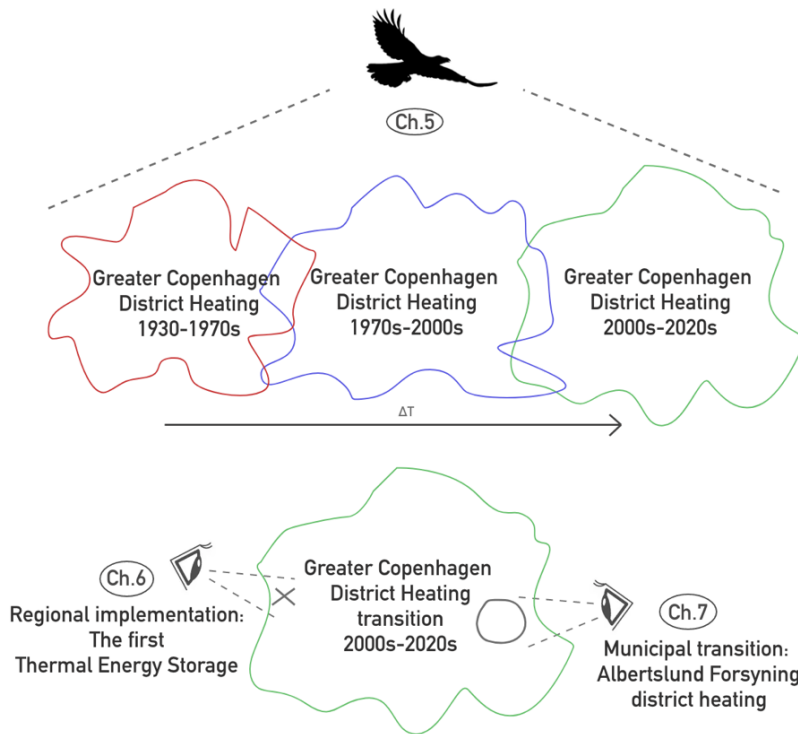 Ch.5
Greater Copenhagen
District Heating
1930-1970s
Greater Copenhagen
District Heating
1970s-2000s
Greater Copenhagen
District Heating
2000s-2020s
ΔT
Ch.6
Regional implementation:
The first
Thermal Energy Storage
Greater Copenhagen
District Heating
transition
2000s-2020s
Ch.7
Municipal transition:
Albertslund Forsyning
district heating